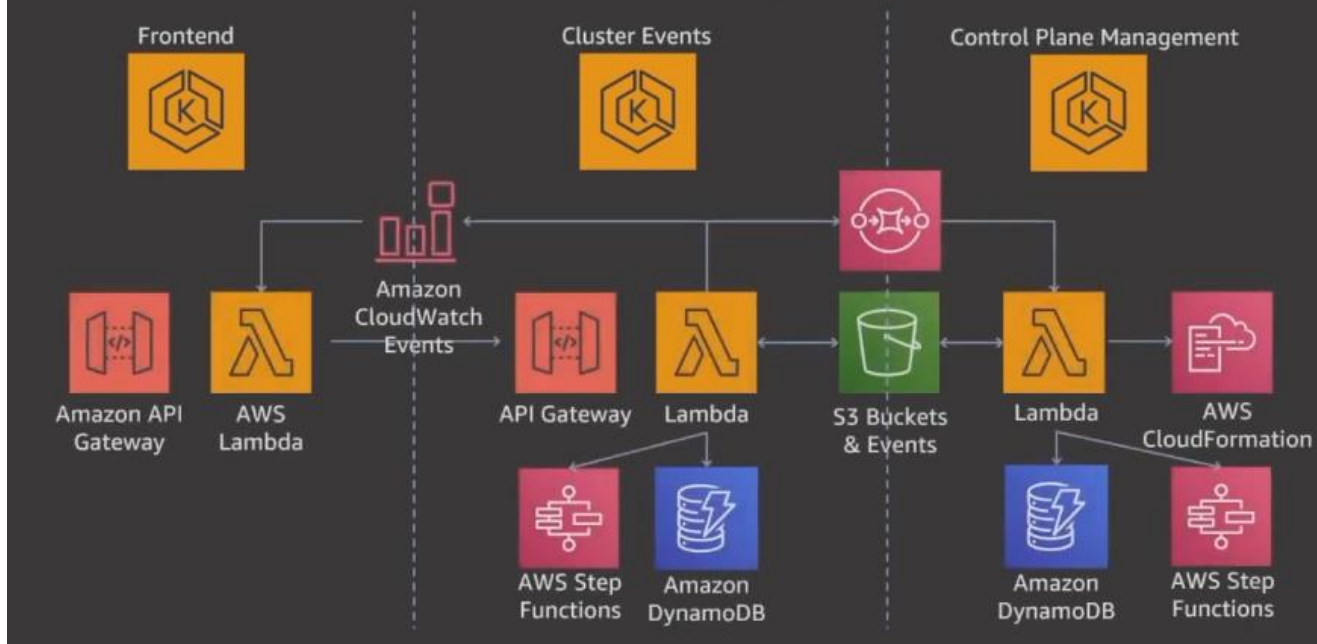 Frontend
Cluster Events
Control Plane Management
K
K
K
Amazon
CloudWatch
Events
</>
Amazon API
Gateway
AWS
Lambda
</>
API Gateway
Lambda
S3 Buckets
& Events
Lambda
AWS
CloudFormation
AWS Step
Functions
Amazon
DynamoDB
Amazon
DynamoDB
AWS Step
Functions